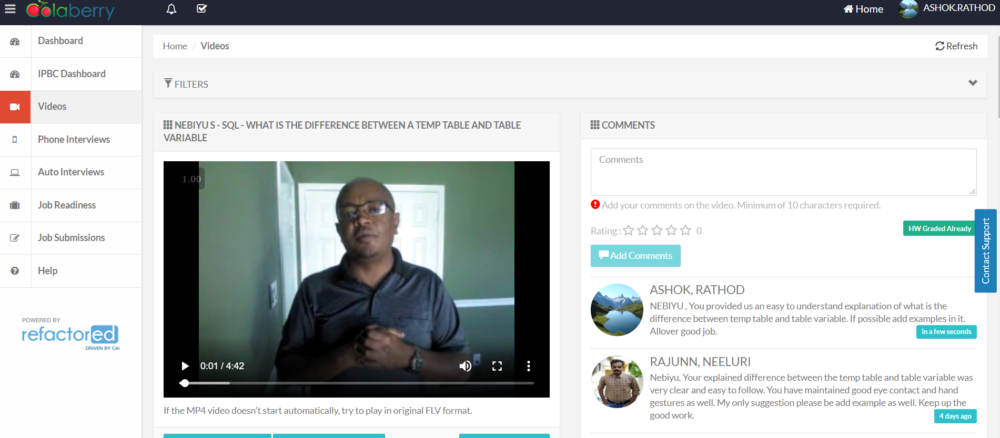 Colaberry
Home
ASHOK.RATHOD
Dashboard
IPBC Dashboard
Videos
Phone Interviews
Auto Interviews
Job Readiness
Job Submissions
Help
POWERED BY
refactored
DRIVEN BY CAI
Home / Videos
Refresh
FILTERS
NEBIYU S - SQL - WHAT IS THE DIFFERENCE BETWEEN A TEMP TABLE AND TABLE
VARIABLE
1.00
0:01 / 4:42
If the MP4 video doesn't start automatically, try to play in original FLV format.
COMMENTS
Comments
Add your comments on the video. Minimum of 10 characters required.
Rating : 0
HW Graded Already
Add Comments
Contact Support
ASHOK, RATHOD
NEBIYU , You provided us an easy to understand explanation of what is the
difference between temp table and table variable. If possible add examples in it.
Allover good job.
in a few seconds
RAJUNN, NEELURI
Nebiyu, Your explained difference between the temp table and table variable was
very clear and easy to follow. You have maintained good eye contact and hand
gestures as well. My only suggestion please be add example as well. Keep up the
good work.
4 days ago